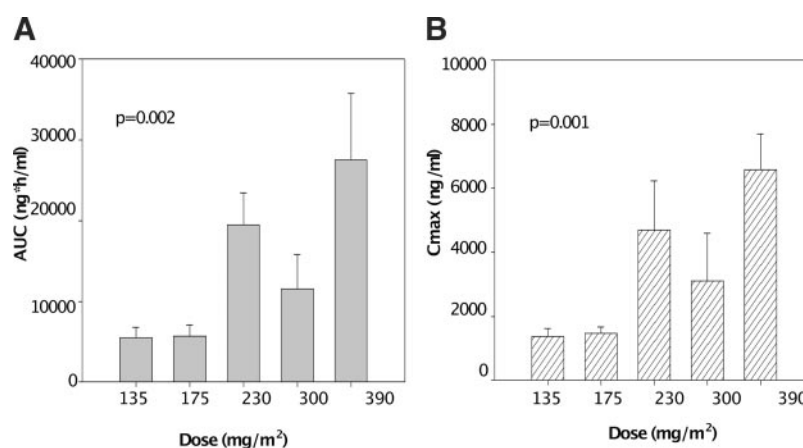 A
40000
p=0.002
30000
20000
10000
0
AUC (ng*h/ml)
135 175 230 300 390
Dose (mg/m²)
B
10000
p=0.001
8000
6000
4000
2000
0
Cmax (ng/ml)
135 175 230 300 390
Dose (mg/m²)